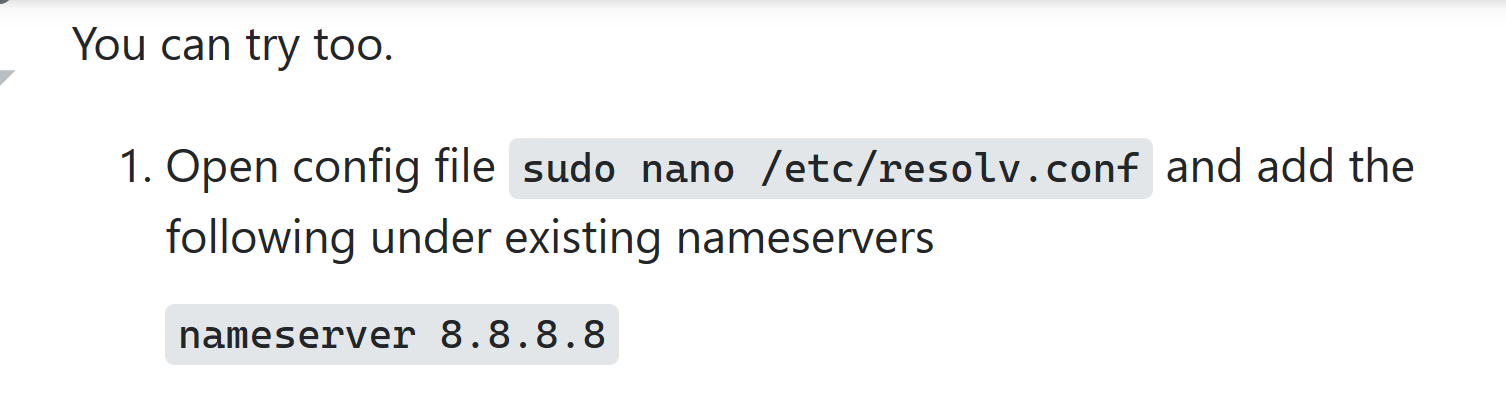 You can try too.
1. Open config file sudo nano /etc/resolv.conf and add the
following under existing nameservers
nameserver 8.8.8.8